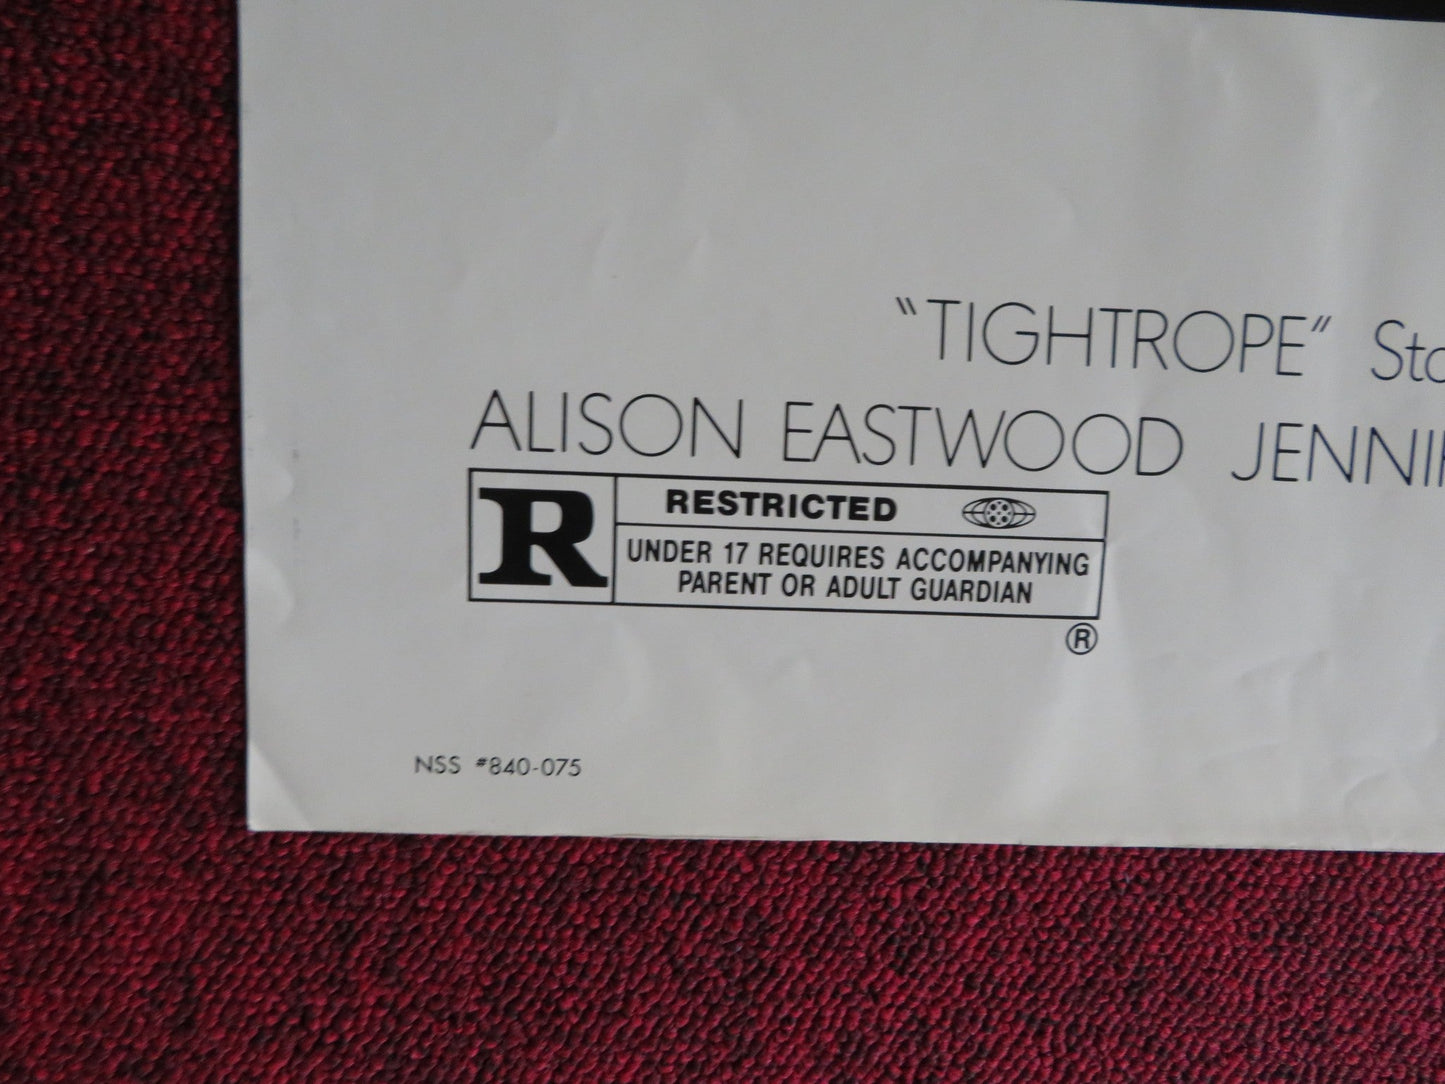 "TIGHTROPE"
ALISON EASTWOOD
R
RESTRICTED
UNDER 17 REQUIRES ACCOMPANYING
PARENT OR ADULT GUARDIAN
®
NSS #840-075